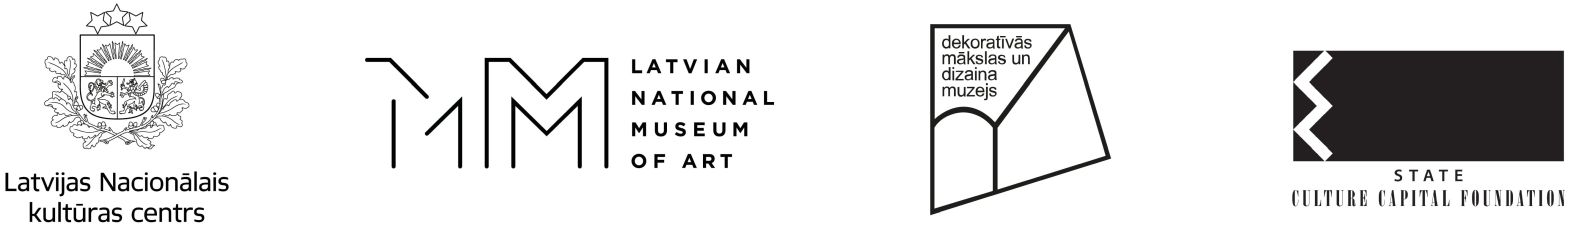 Latvijas Nacionālais
kultūras centrs
LATVIAN
NATIONAL
MUSEUM
OF ART
dekoratīvās
mākslas un
dizaina
muzejs
STATE
CULTURE CAPITAL FOUNDATION